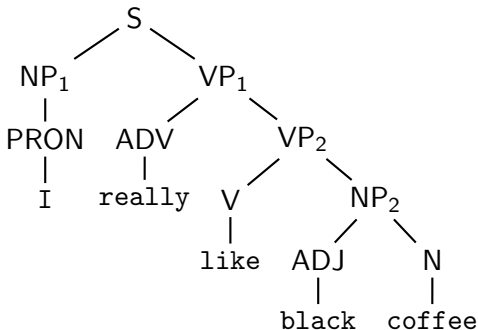 S
NP₁ VP₁
PRON ADV VP₂
I really V NP₂
like ADJ N
black coffee